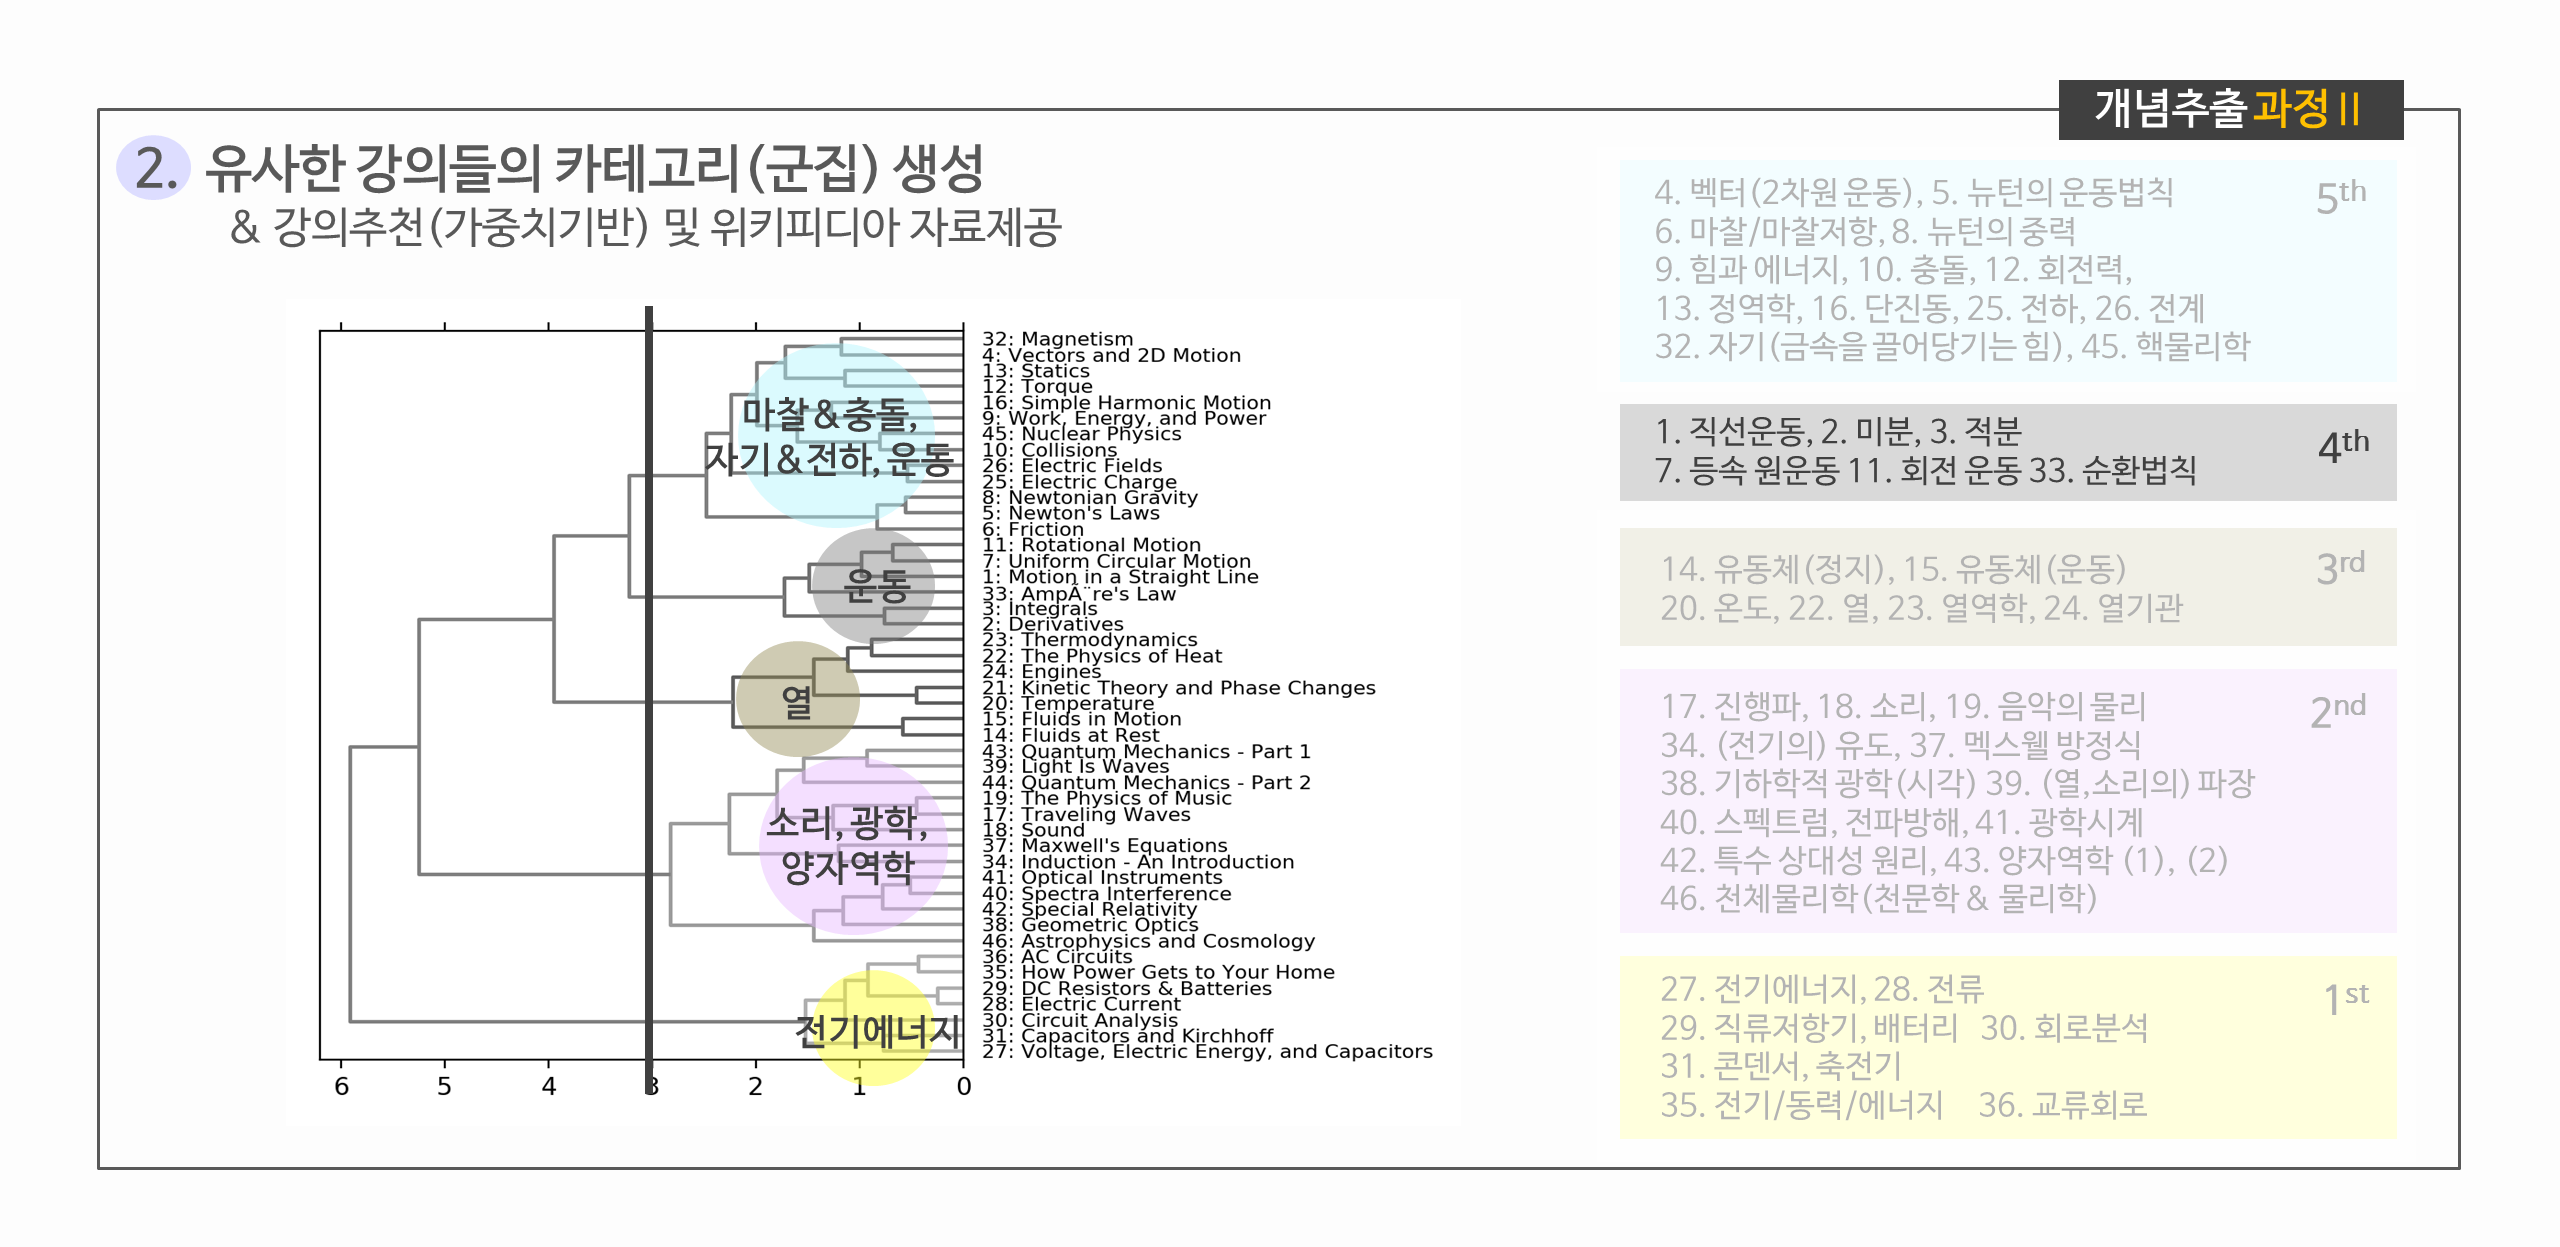 개념추출 과정 II
2. 유사한 강의들의 카테고리(군집) 생성
& 강의추천(가중치기반) 및 위키피디아 자료제공
32: Magnetism
4: Vectors and 2D Motion
13: Statics
12: Torque
16: Simple Harmonic Motion
9: Work, Energy, and Power
45: Nuclear Physics
10: Collisions
26: Electric Fields
25: Electric Charge
8: Newtonian Gravity
5: Newton's Laws
6: Friction
11: Rotational Motion
7: Uniform Circular Motion
1: Motion in a Straight Line
33: AmpÃ¨re's Law
3: Integrals
2: Derivatives
23: Thermodynamics
22: The Physics of Heat
24: Engines
21: Kinetic Theory and Phase Changes
20: Temperature
15: Fluids in Motion
14: Fluids at Rest
43: Quantum Mechanics - Part 1
39: Light Is Waves
44: Quantum Mechanics - Part 2
19: The Physics of Music
17: Traveling Waves
18: Sound
37: Maxwell's Equations
34: Induction - An Introduction
41: Optical Instruments
40: Spectra Interference
42: Special Relativity
38: Geometric Optics
46: Astrophysics and Cosmology
36: AC Circuits
35: How Power Gets to Your Home
29: DC Resistors & Batteries
28: Electric Current
30: Circuit Analysis
31: Capacitors and Kirchhoff
27: Voltage, Electric Energy, and Capacitors
마찰&충돌,
자기&전하, 운동
운동
열
소리, 광학,
양자역학
전기에너지
6 5 4 3 2 1 0
4. 벡터(2차원 운동), 5. 뉴턴의 운동법칙 5th
6. 마찰/마찰저항, 8. 뉴턴의 중력
9. 힘과 에너지, 10. 충돌, 12. 회전력,
13. 정역학, 16. 단진동, 25. 전하, 26. 전계
32. 자기(금속을 끌어당기는 힘), 45. 핵물리학
1. 직선운동, 2. 미분, 3. 적분 4th
7. 등속 원운동 11. 회전 운동 33. 순환법칙
14. 유동체(정지), 15. 유동체(운동) 3rd
20. 온도, 22. 열, 23. 열역학, 24. 열기관
17. 진행파, 18. 소리, 19. 음악의 물리 2nd
34. (전기의) 유도, 37. 멕스웰 방정식
38. 기하학적 광학(시각) 39. (열,소리의) 파장
40. 스펙트럼, 전파방해, 41. 광학시계
42. 특수 상대성 원리, 43. 양자역학 (1), (2)
46. 천체물리학(천문학 & 물리학)
27. 전기에너지, 28. 전류 1st
29. 직류저항기, 배터리 30. 회로분석
31. 콘덴서, 축전기
35. 전기/동력/에너지 36. 교류회로